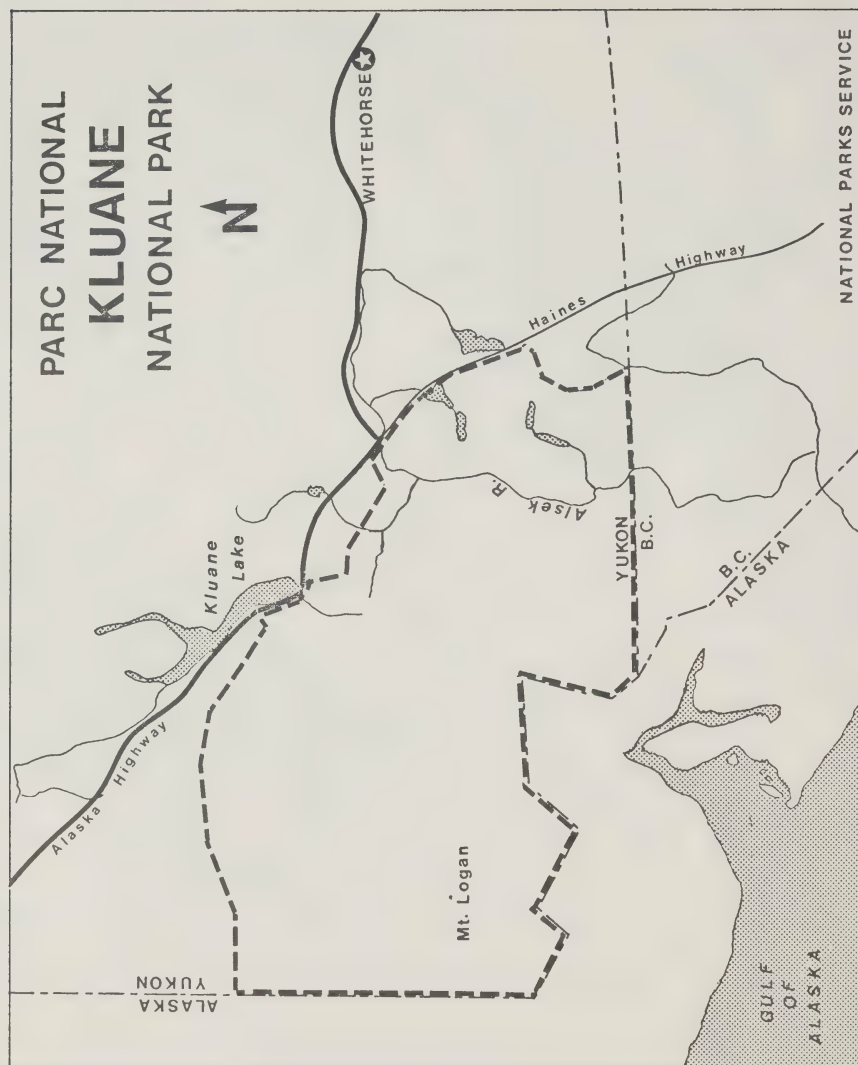 PARC NATIONAL
KLUANE
NATIONAL PARK
N
WHITEHORSE
Alaska Highway
Kluane
Lake
Haines Highway
Alsek R.
YUKON
B.C.
B.C.
ALASKA
Mt. Logan
YUKON
ALASKA
GULF
OF
ALASKA
NATIONAL PARKS SERVICE